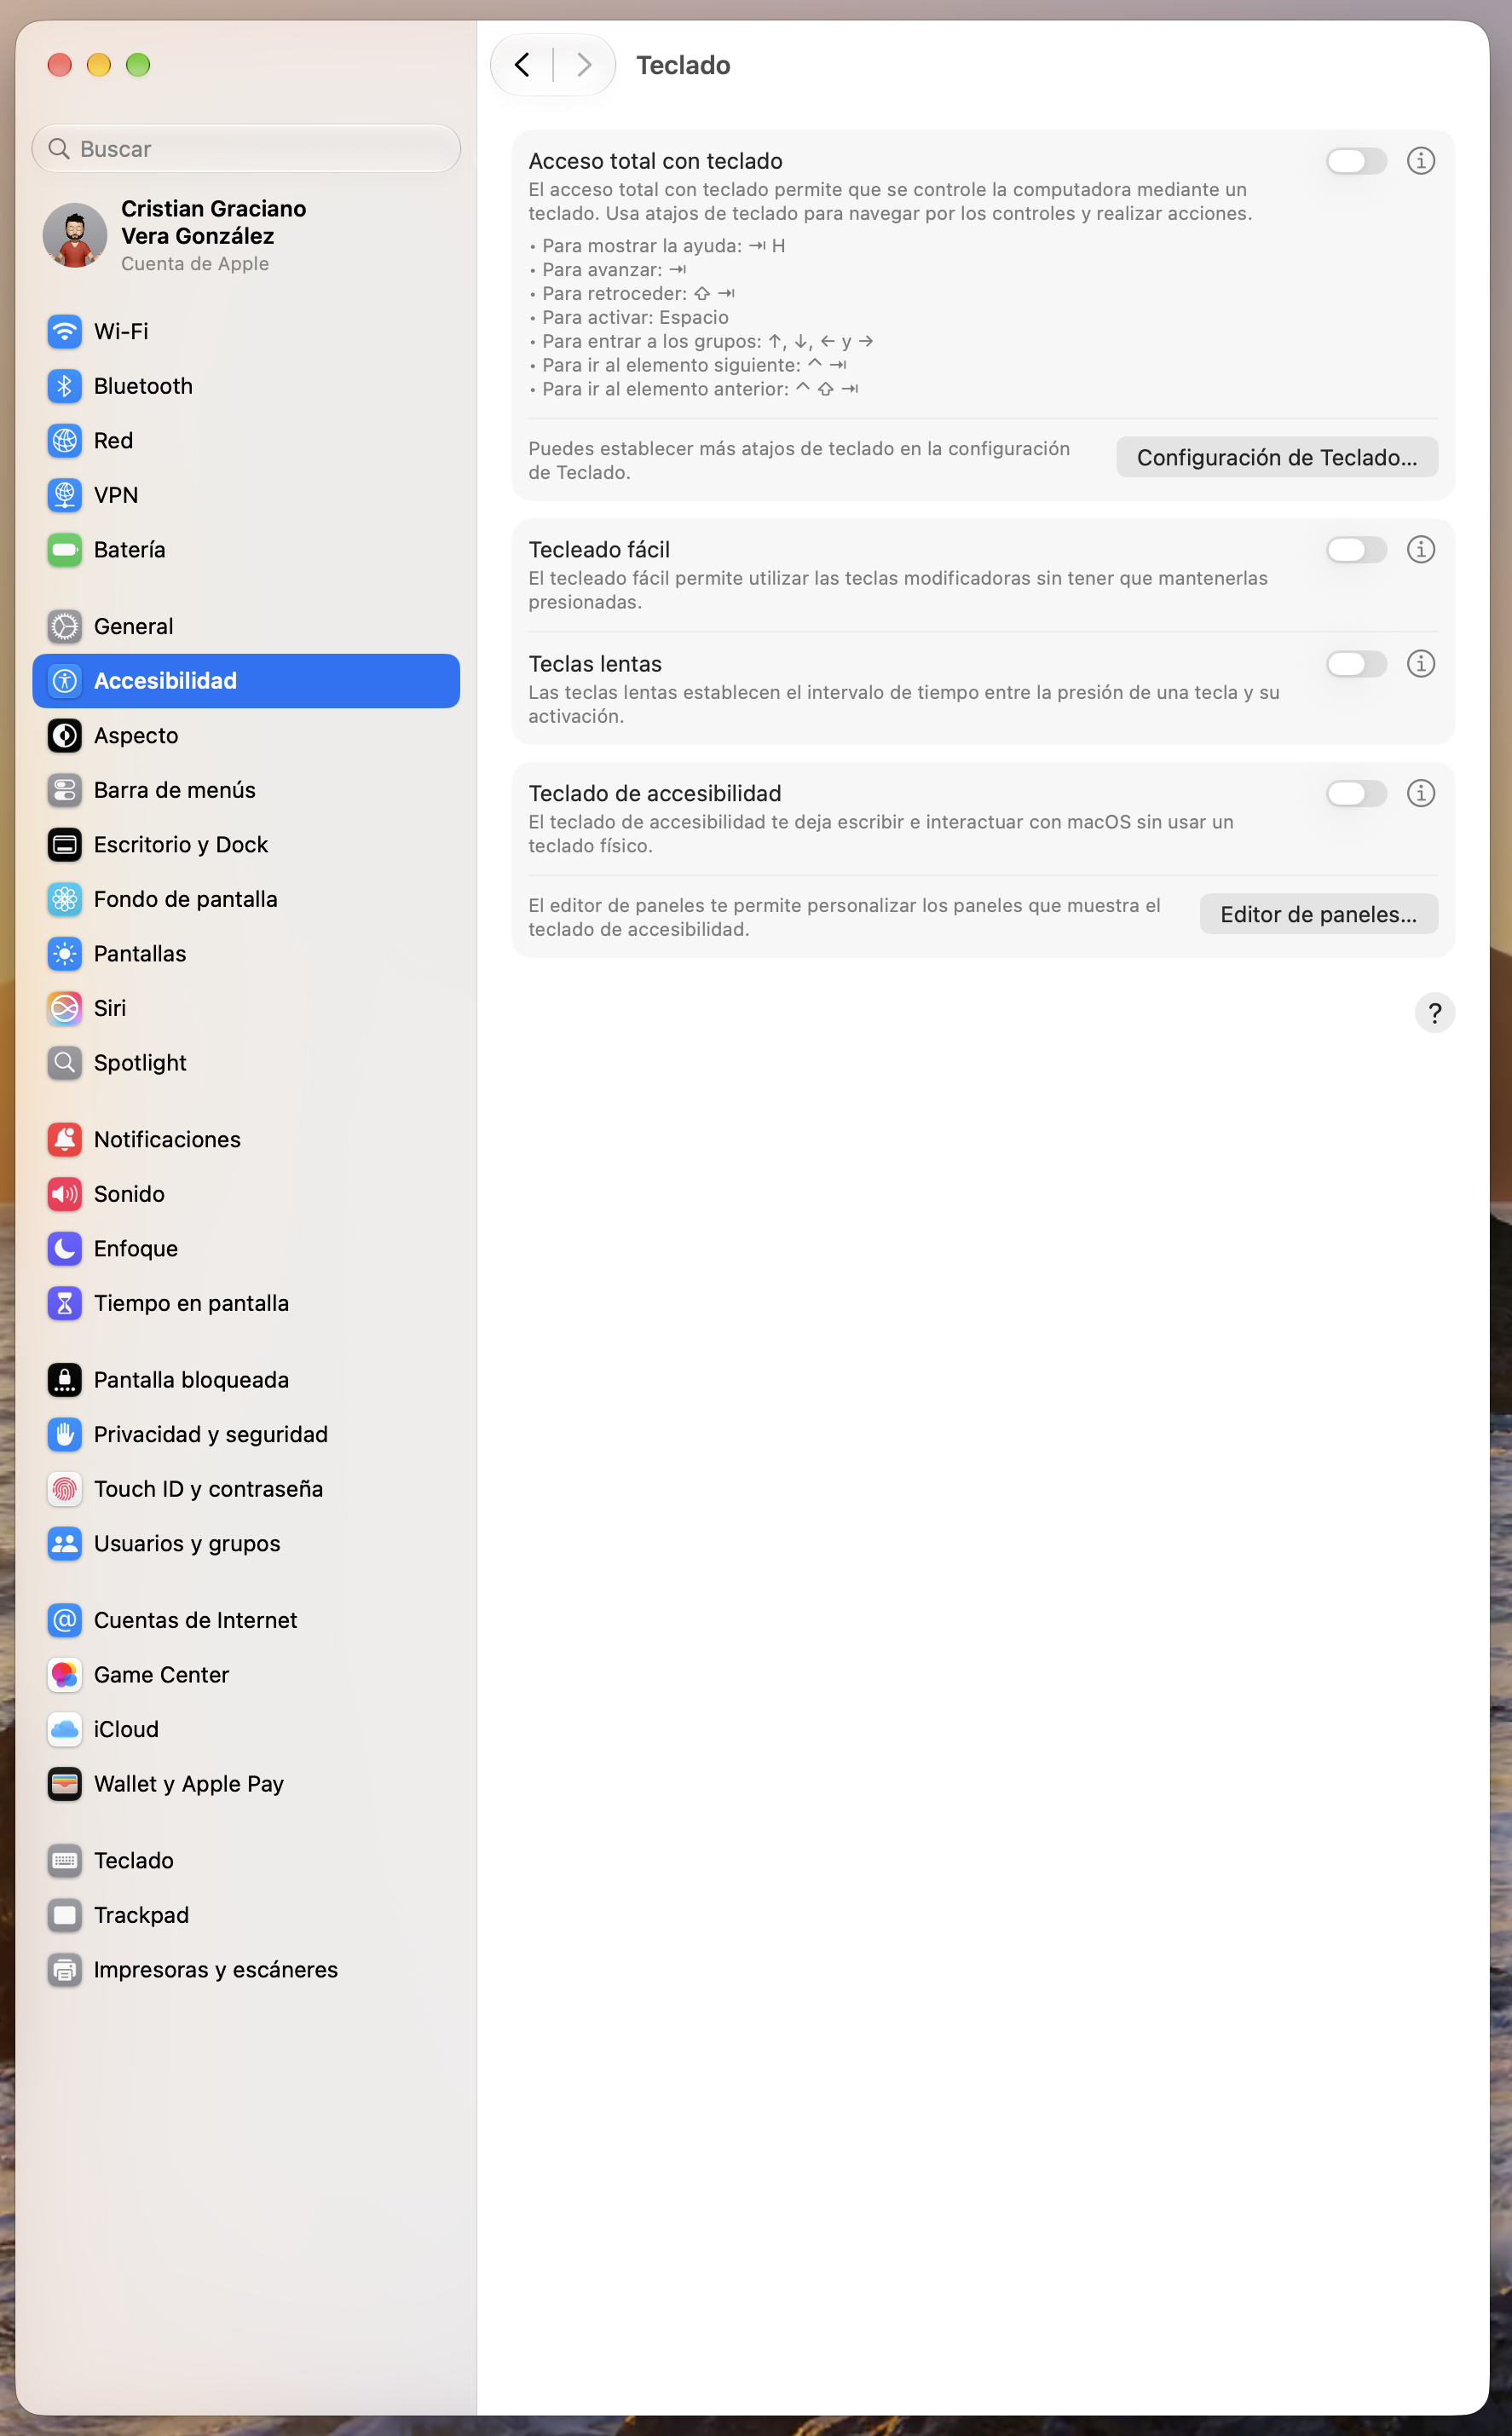 Teclado
Buscar
Cristian Graciano
Vera González
Cuenta de Apple
Wi-Fi
Bluetooth
Red
VPN
Batería
General
Accesibilidad
Aspecto
Barra de menús
Escritorio y Dock
Fondo de pantalla
Pantallas
Siri
Spotlight
Notificaciones
Sonido
Enfoque
Tiempo en pantalla
Pantalla bloqueada
Privacidad y seguridad
Touch ID y contraseña
Usuarios y grupos
Cuentas de Internet
Game Center
iCloud
Wallet y Apple Pay
Teclado
Trackpad
Impresoras y escáneres
Acceso total con teclado
El acceso total con teclado permite que se controle la computadora mediante un
teclado. Usa atajos de teclado para navegar por los controles y realizar acciones.
• Para mostrar la ayuda: ⇥ H
• Para avanzar: ⇥
• Para retroceder: ⇧ ⇥
• Para activar: Espacio
• Para entrar a los grupos: ↑, ↓, ← y →
• Para ir al elemento siguiente: ^ ⇥
• Para ir al elemento anterior: ^ ⇧ ⇥
Puedes establecer más atajos de teclado en la configuración
de Teclado.
Configuración de Teclado...
Tecleado fácil
El tecleado fácil permite utilizar las teclas modificadoras sin tener que mantenerlas
presionadas.
Teclas lentas
Las teclas lentas establecen el intervalo de tiempo entre la presión de una tecla y su
activación.
Teclado de accesibilidad
El teclado de accesibilidad te deja escribir e interactuar con macOS sin usar un
teclado físico.
El editor de paneles te permite personalizar los paneles que muestra el
teclado de accesibilidad.
Editor de paneles...
?